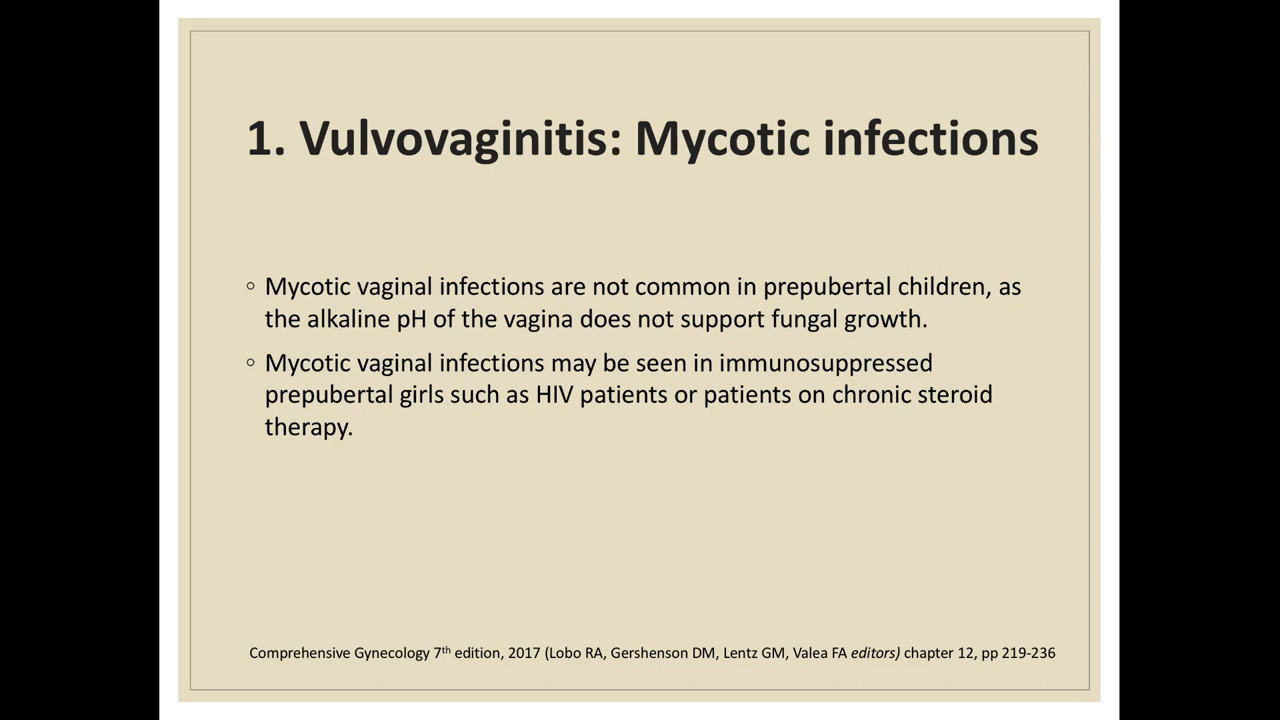 1. Vulvovaginitis: Mycotic infections
◦ Mycotic vaginal infections are not common in prepubertal children, as
the alkaline pH of the vagina does not support fungal growth.
◦ Mycotic vaginal infections may be seen in immunosuppressed
prepubertal girls such as HIV patients or patients on chronic steroid
therapy.
Comprehensive Gynecology 7th edition, 2017 (Lobo RA, Gershenson DM, Lentz GM, Valea FA editors) chapter 12, pp 219-236